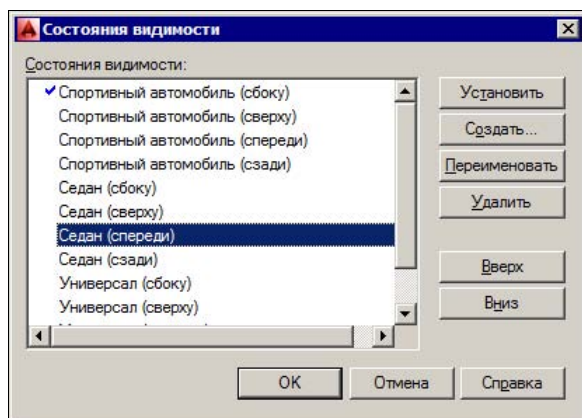 Состояния видимости
Состояния видимости:
Спортивный автомобиль (сбоку)
Спортивный автомобиль (сверху)
Спортивный автомобиль (спереди)
Спортивный автомобиль (сзади)
Седан (сбоку)
Седан (сверху)
Седан (спереди)
Седан (сзади)
Универсал (сбоку)
Универсал (сверху)
Установить
Создать...
Переименовать
Удалить
Вверх
Вниз
OK
Отмена
Справка